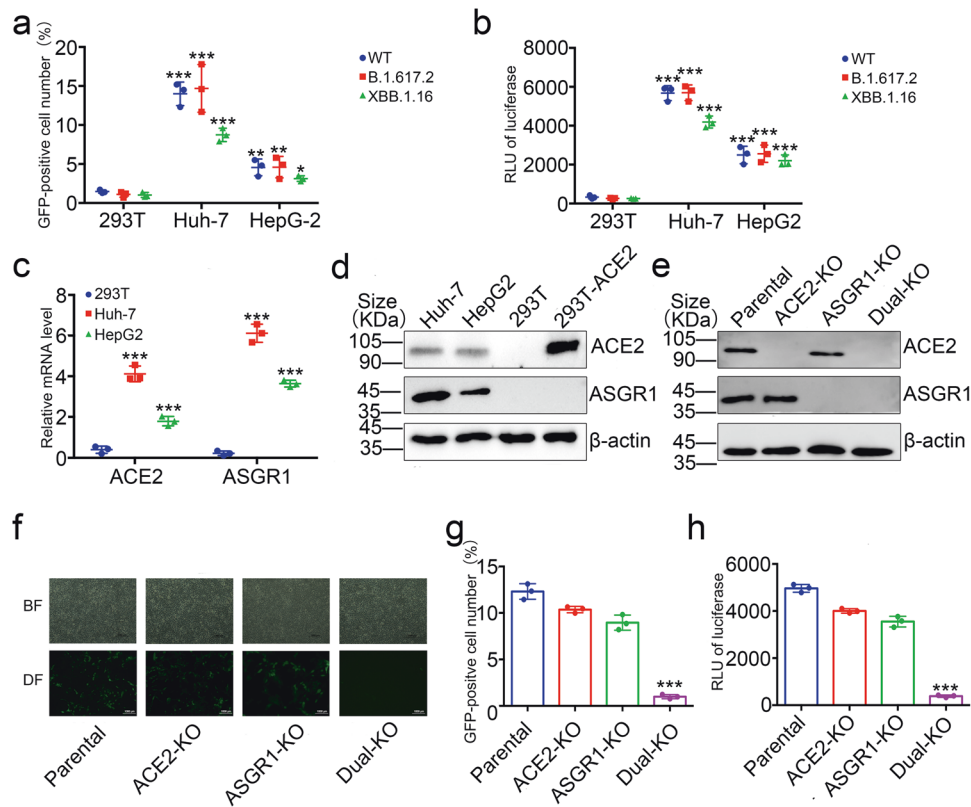 a
GFP-positive cell number (%)
20
15
10
5
0
293T
Huh-7
HepG-2
***
***
***
**
**
*
WT
B.1.617.2
XBB.1.16
b
RLU of luciferase
8000
6000
4000
2000
0
293T
Huh-7
HepG2
***
***
***
***
***
***
WT
B.1.617.2
XBB.1.16
c
Relative mRNA level
8
6
4
2
0
293T
Huh-7
HepG2
***
***
***
***
ACE2
ASGR1
d
Size
(KDa)
Huh-7
HepG2
293T
293T-ACE2
105
90
ACE2
45
35
ASGR1
45
35
β-actin
e
Size
(KDa)
Parental
ACE2-KO
ASGR1-KO
Dual-KO
105
90
ACE2
45
35
ASGR1
45
35
β-actin
f
BF
DF
Parental
ACE2-KO
ASGR1-KO
Dual-KO
g
GFP-positve cell number (%)
15
10
5
0
***
Parental
ACE2-KO
ASGR1-KO
Dual-KO
h
RLU of luciferase
6000
4000
2000
0
***
Parental
ACE2-KO
ASGR1-KO
Dual-KO